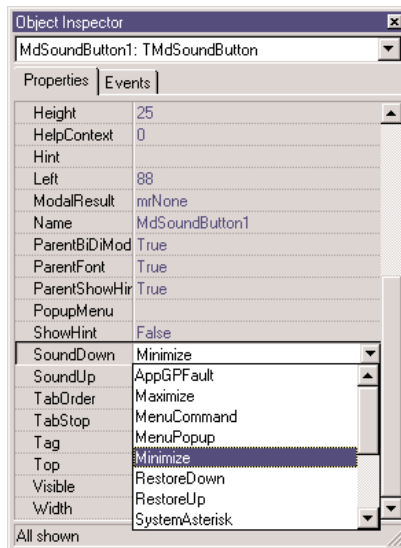 Object Inspector
MdSoundButton1: TMdSoundButton
Properties Events
Height 25
HelpContext 0
Hint
Left 88
ModalResult mrNone
Name MdSoundButton1
ParentBiDiMod True
ParentFont True
ParentShowHin True
PopupMenu
ShowHint False
SoundDown Minimize
SoundUp AppGPFault
TabOrder Maximize
TabStop MenuCommand
Tag MenuPopup
Top Minimize
Visible RestoreDown
Width RestoreUp
SystemAsterisk
All shown